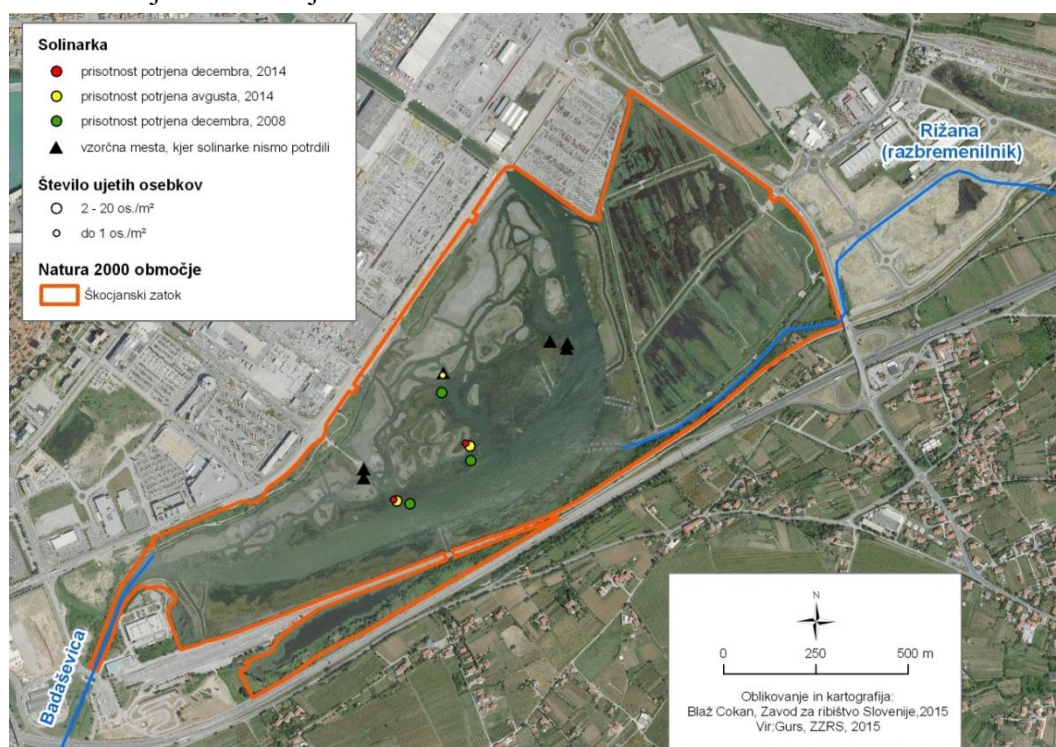 Solinarka
prisotnost potrjena decembra, 2014
prisotnost potrjena avgusta, 2014
prisotnost potrjena decembra, 2008
vzorčna mesta, kjer solinarke nismo potrdili
Število ujetih osebkov
2 - 20 os./m²
do 1 os./m²
Natura 2000 območje
Škocjanski zatok
Rižana
(razbremenilnik)
Badaševica
N
0 250 500 m
Oblikovanje in kartografija:
Blaž Cokan, Zavod za ribištvo Slovenije,2015
Vir:Gurs, ZZRS, 2015